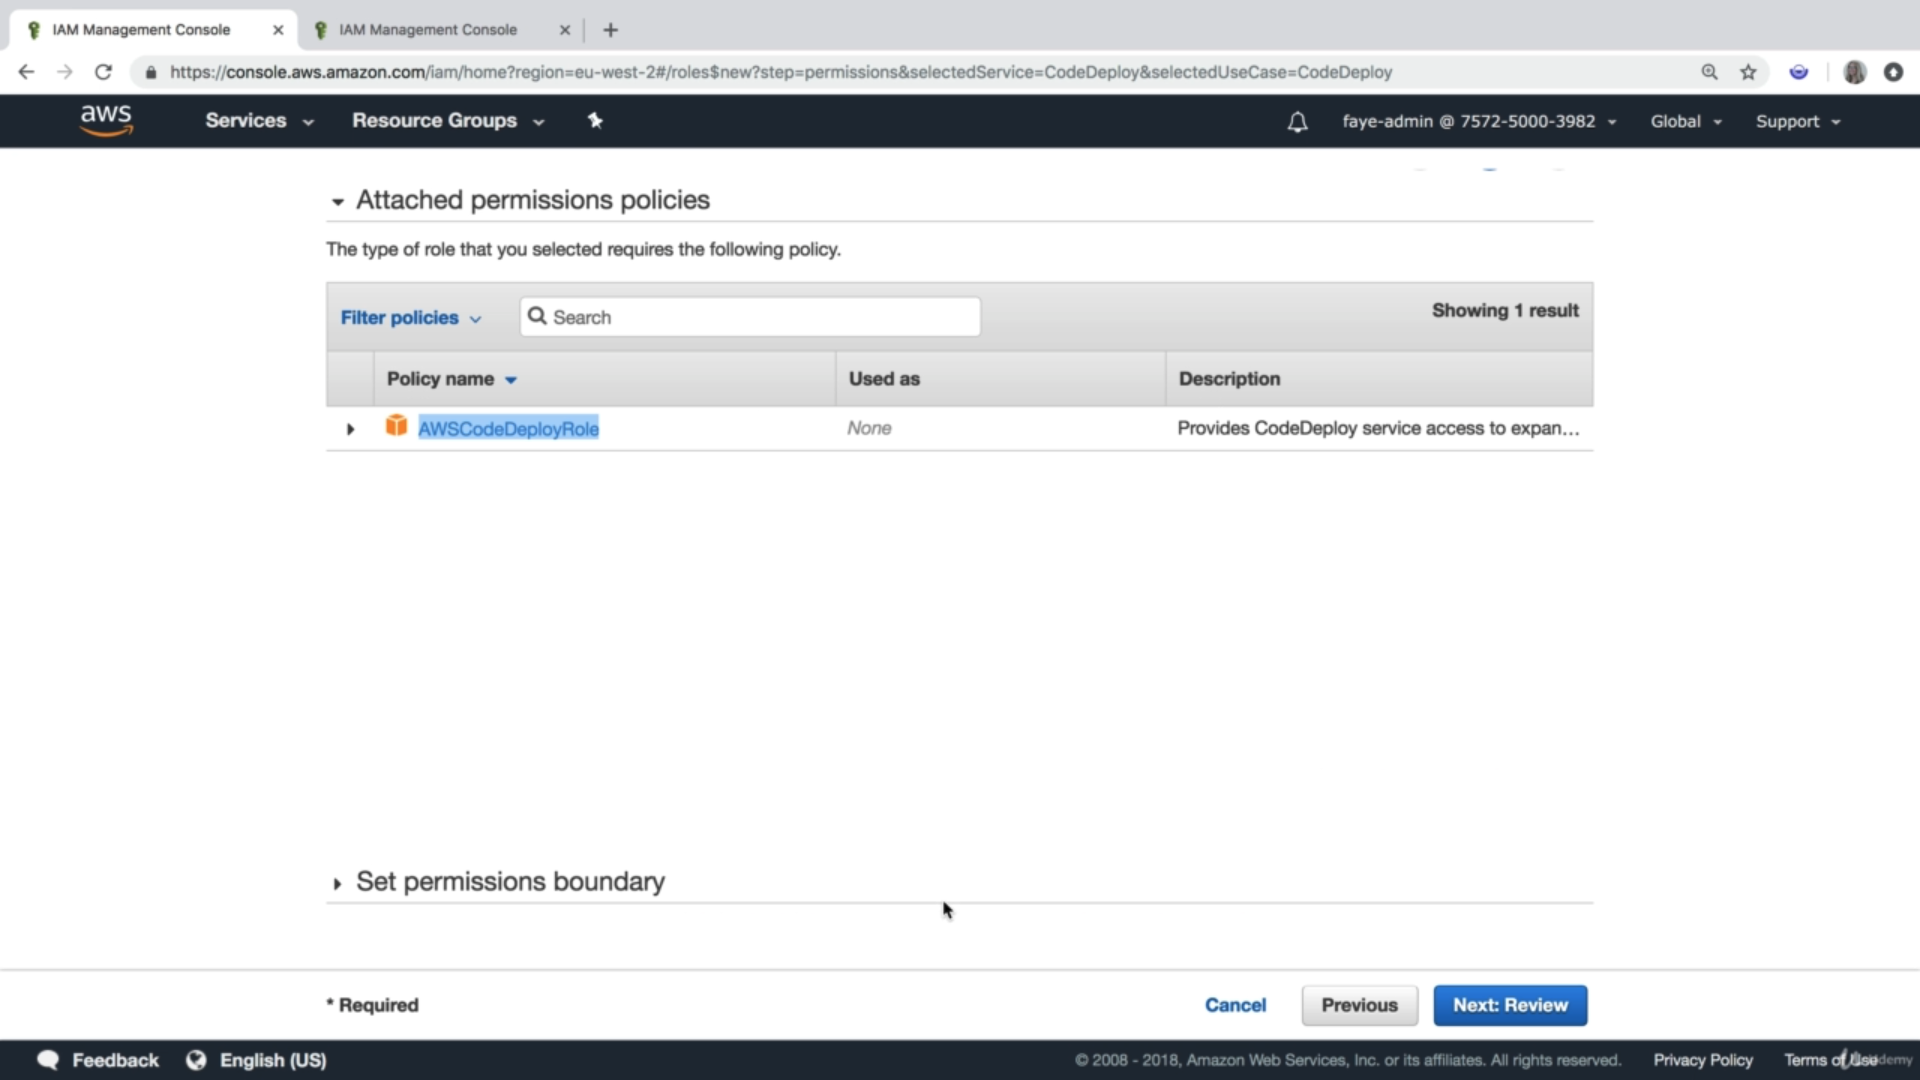 IAM Management Console
IAM Management Console
https://console.aws.amazon.com/iam/home?region=eu-west-2#/roles$new?step=permissions&selectedService=CodeDeploy&selectedUseCase=CodeDeploy
aws
Services
Resource Groups
faye-admin @ 7572-5000-3982
Global
Support
Attached permissions policies
The type of role that you selected requires the following policy.
Filter policies
Search
Showing 1 result
Policy name
Used as
Description
AWSCodeDeployRole
None
Provides CodeDeploy service access to expan...
Set permissions boundary
* Required
Cancel
Previous
Next: Review
Feedback
English (US)
© 2008 - 2018, Amazon Web Services, Inc. or its affiliates. All rights reserved.
Privacy Policy
Terms of Use